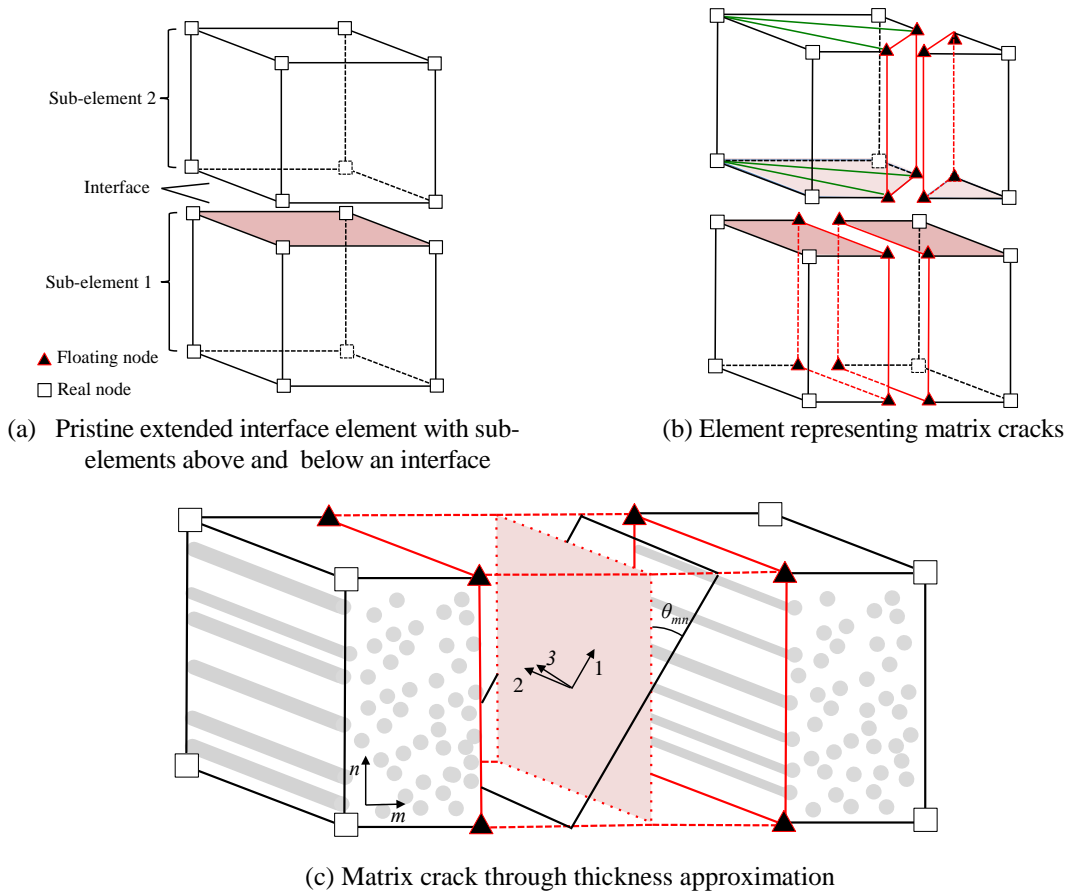 Sub-element 2
Interface
Sub-element 1
Floating node
Real node
(a) Pristine extended interface element with sub-
elements above and below an interface
(b) Element representing matrix cracks
θmn
3
1
2
n
m
(c) Matrix crack through thickness approximation